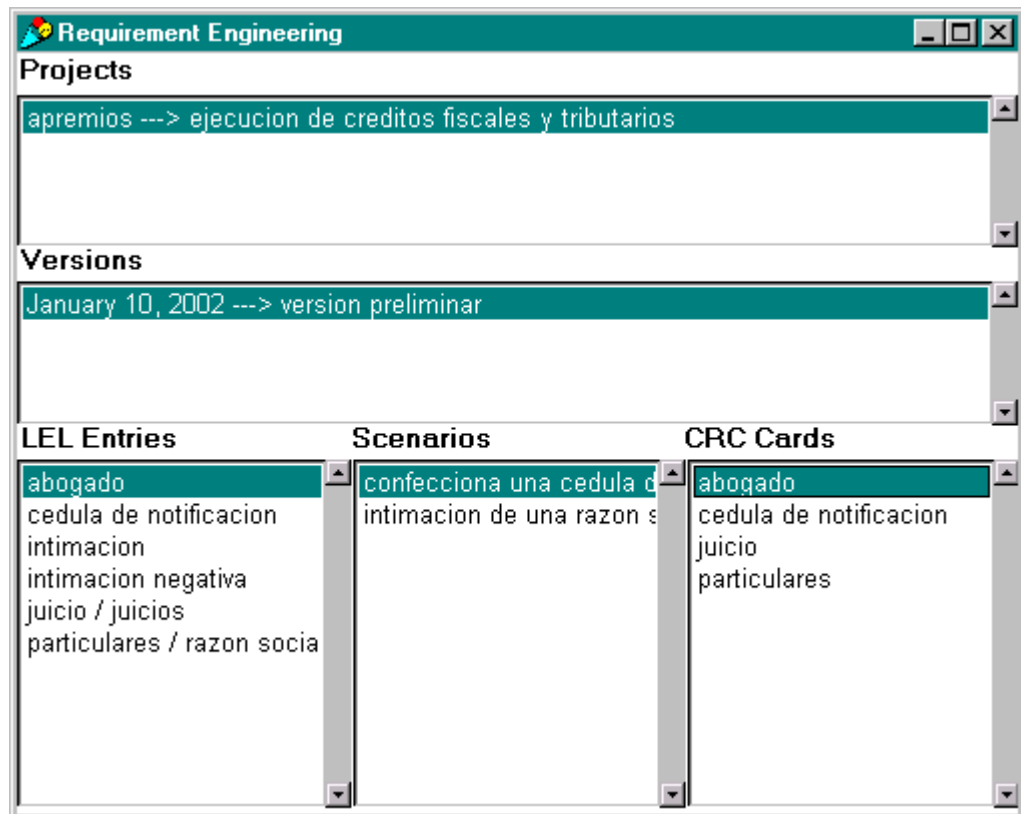 Requirement Engineering
Projects
apremios ---> ejecucion de creditos fiscales y tributarios
Versions
January 10, 2002 ---> version preliminar
LEL Entries
abogado
cedula de notificacion
intimacion
intimacion negativa
juicio / juicios
particulares / razon socia
Scenarios
confecciona una cedula d
intimacion de una razon s
CRC Cards
abogado
cedula de notificacion
juicio
particulares